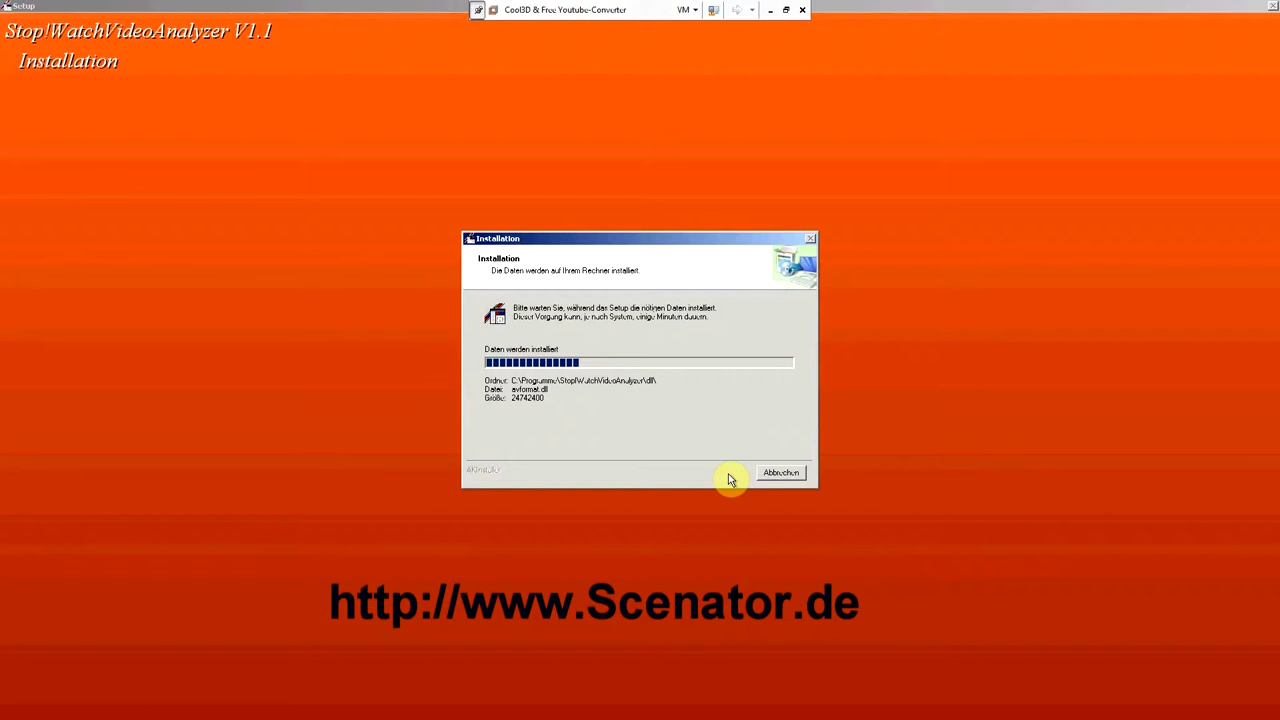 Setup
Cool3D & Free Youtube-Converter
VM
Stop!WatchVideoAnalyzer V1.1
Installation
Installation
Installation
Die Daten werden auf Ihrem Rechner installiert.
Bitte warten Sie, während das Setup die nötigen Daten installiert.
Dieser Vorgang kann, je nach System, einige Minuten dauern.
Daten werden installiert
Ordner: C:\Programme\Stop!WatchVideoAnalyzer\dll\
Datei: avformat.dll
Größe: 24742400
AKInstaller
Abbrechen
http://www.Scenator.de